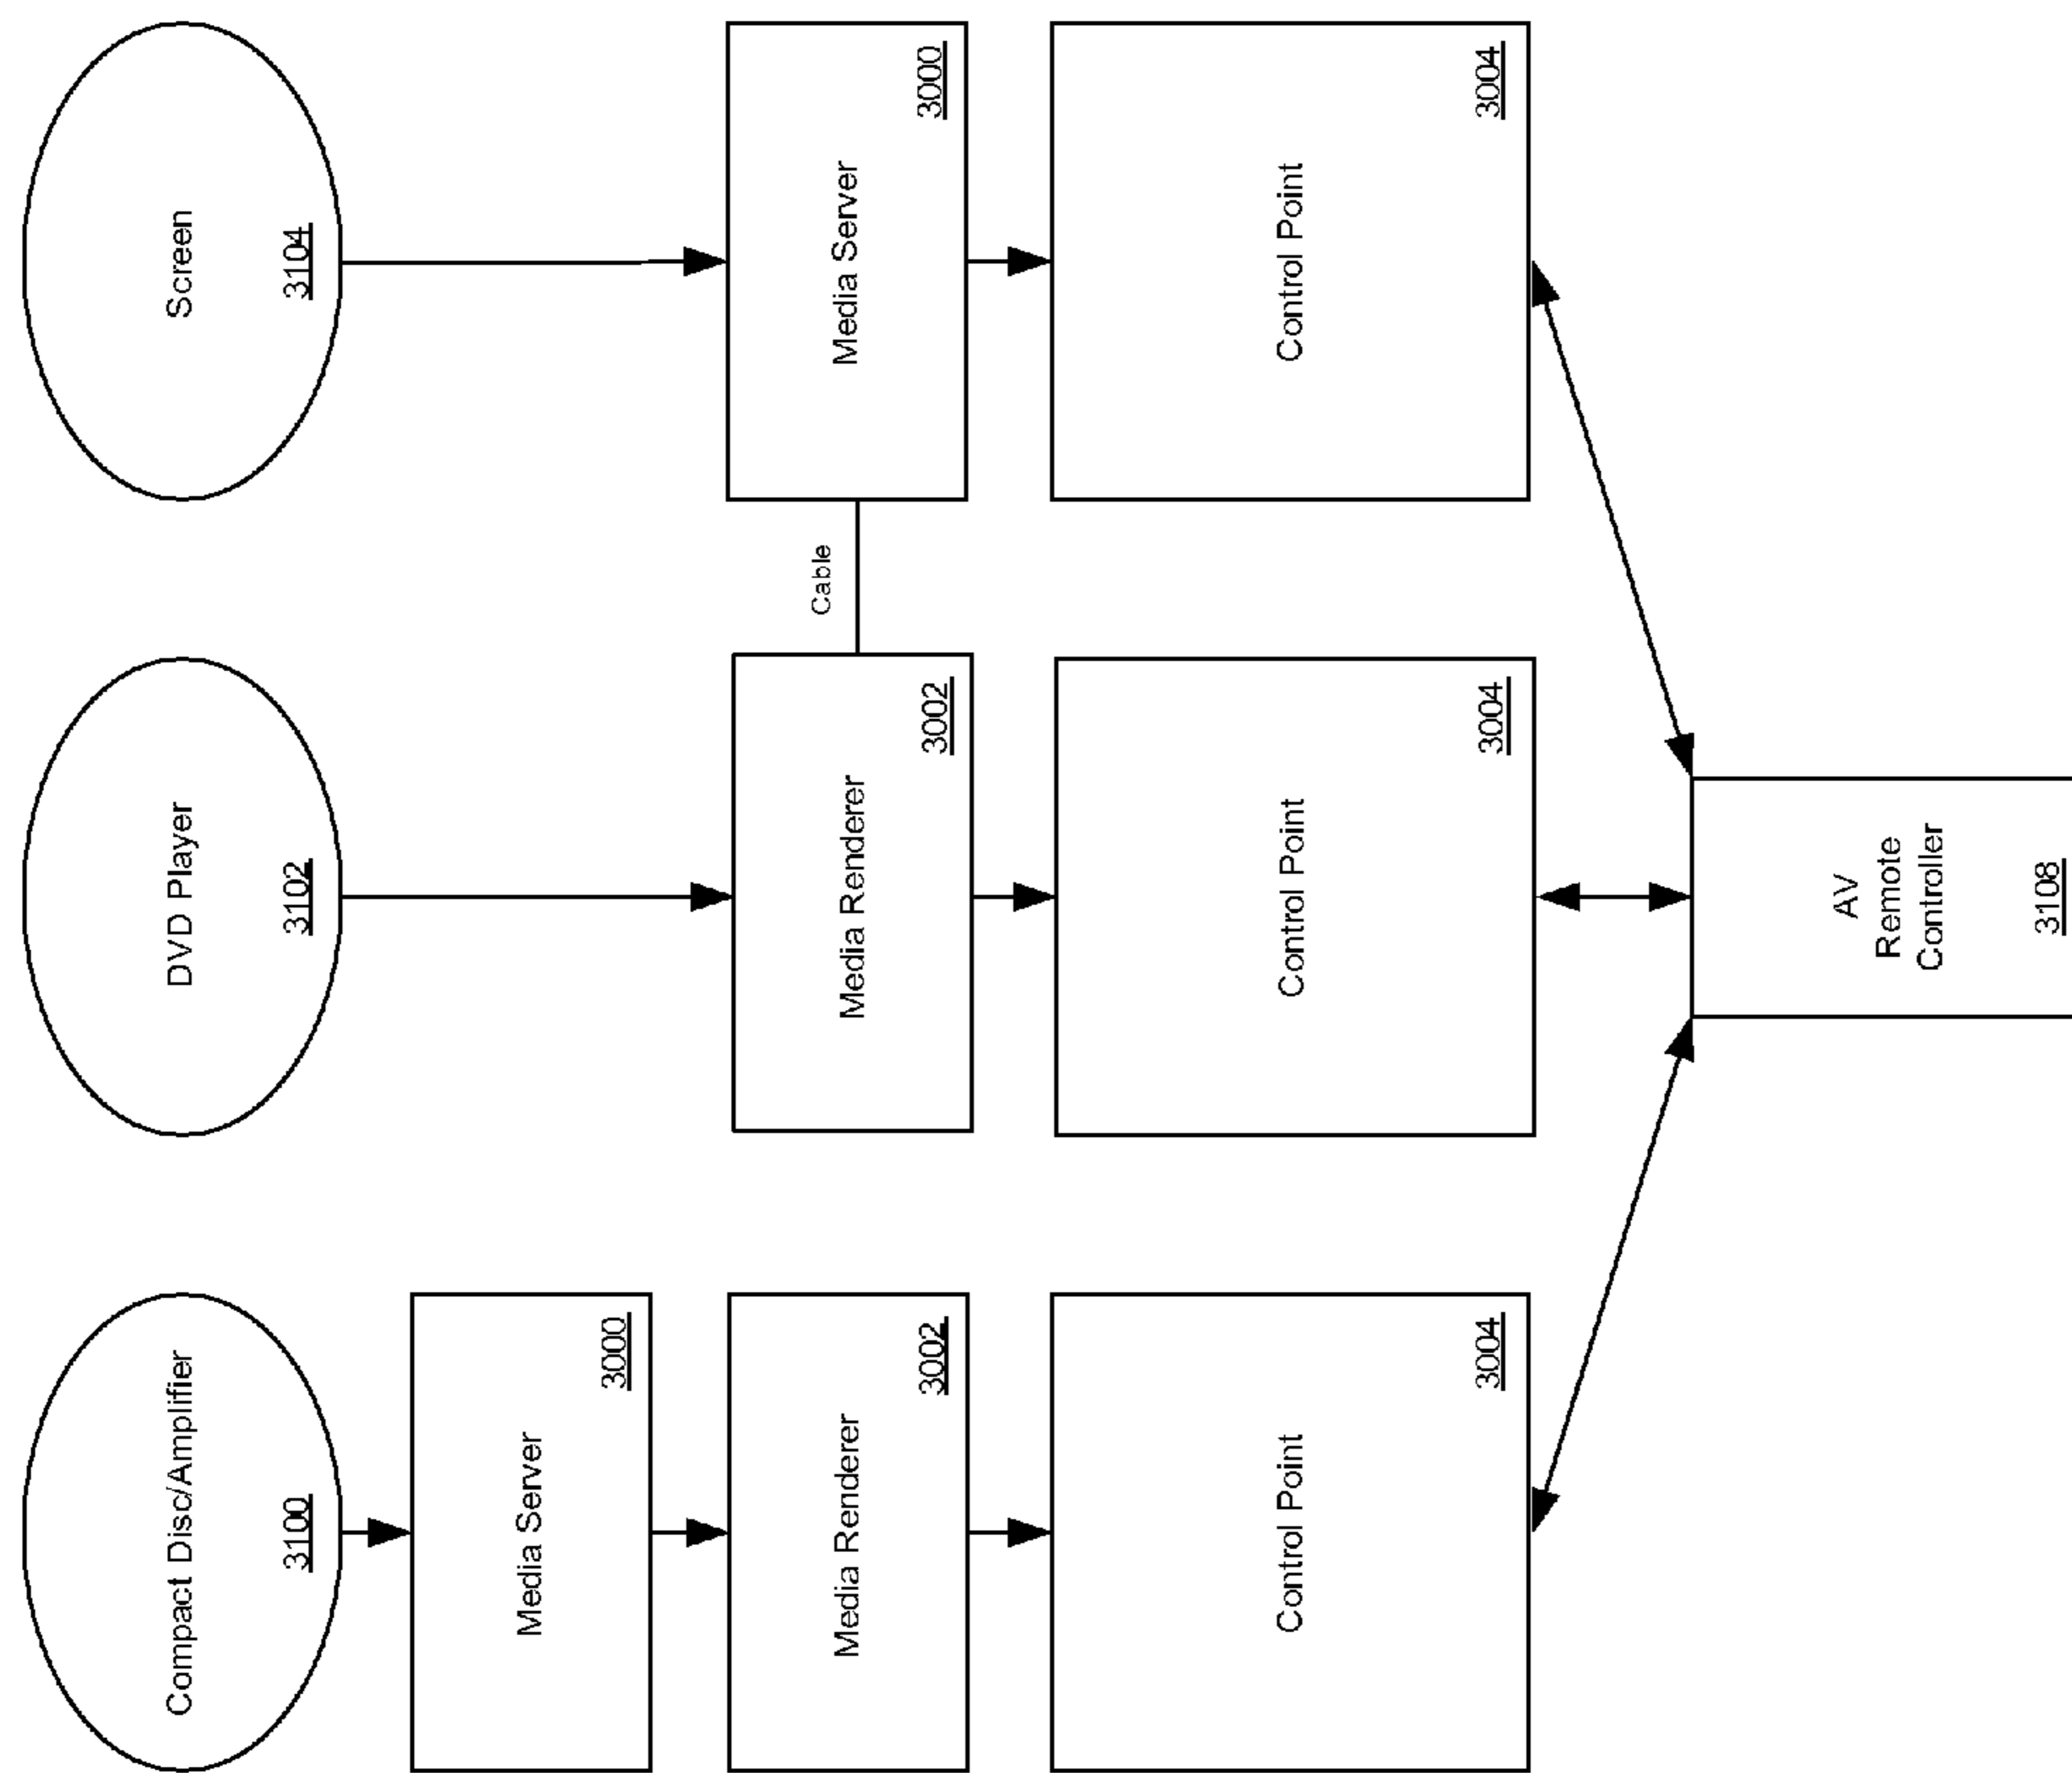 Compact Disc/Amplifier
3100
Media Server
3000
Media Renderer
3002
Control Point
3004
DVD Player
3102
Media Renderer
3002
Control Point
3004
Cable
Screen
3104
Media Server
3000
Control Point
3004
AV
Remote
Controller
3108